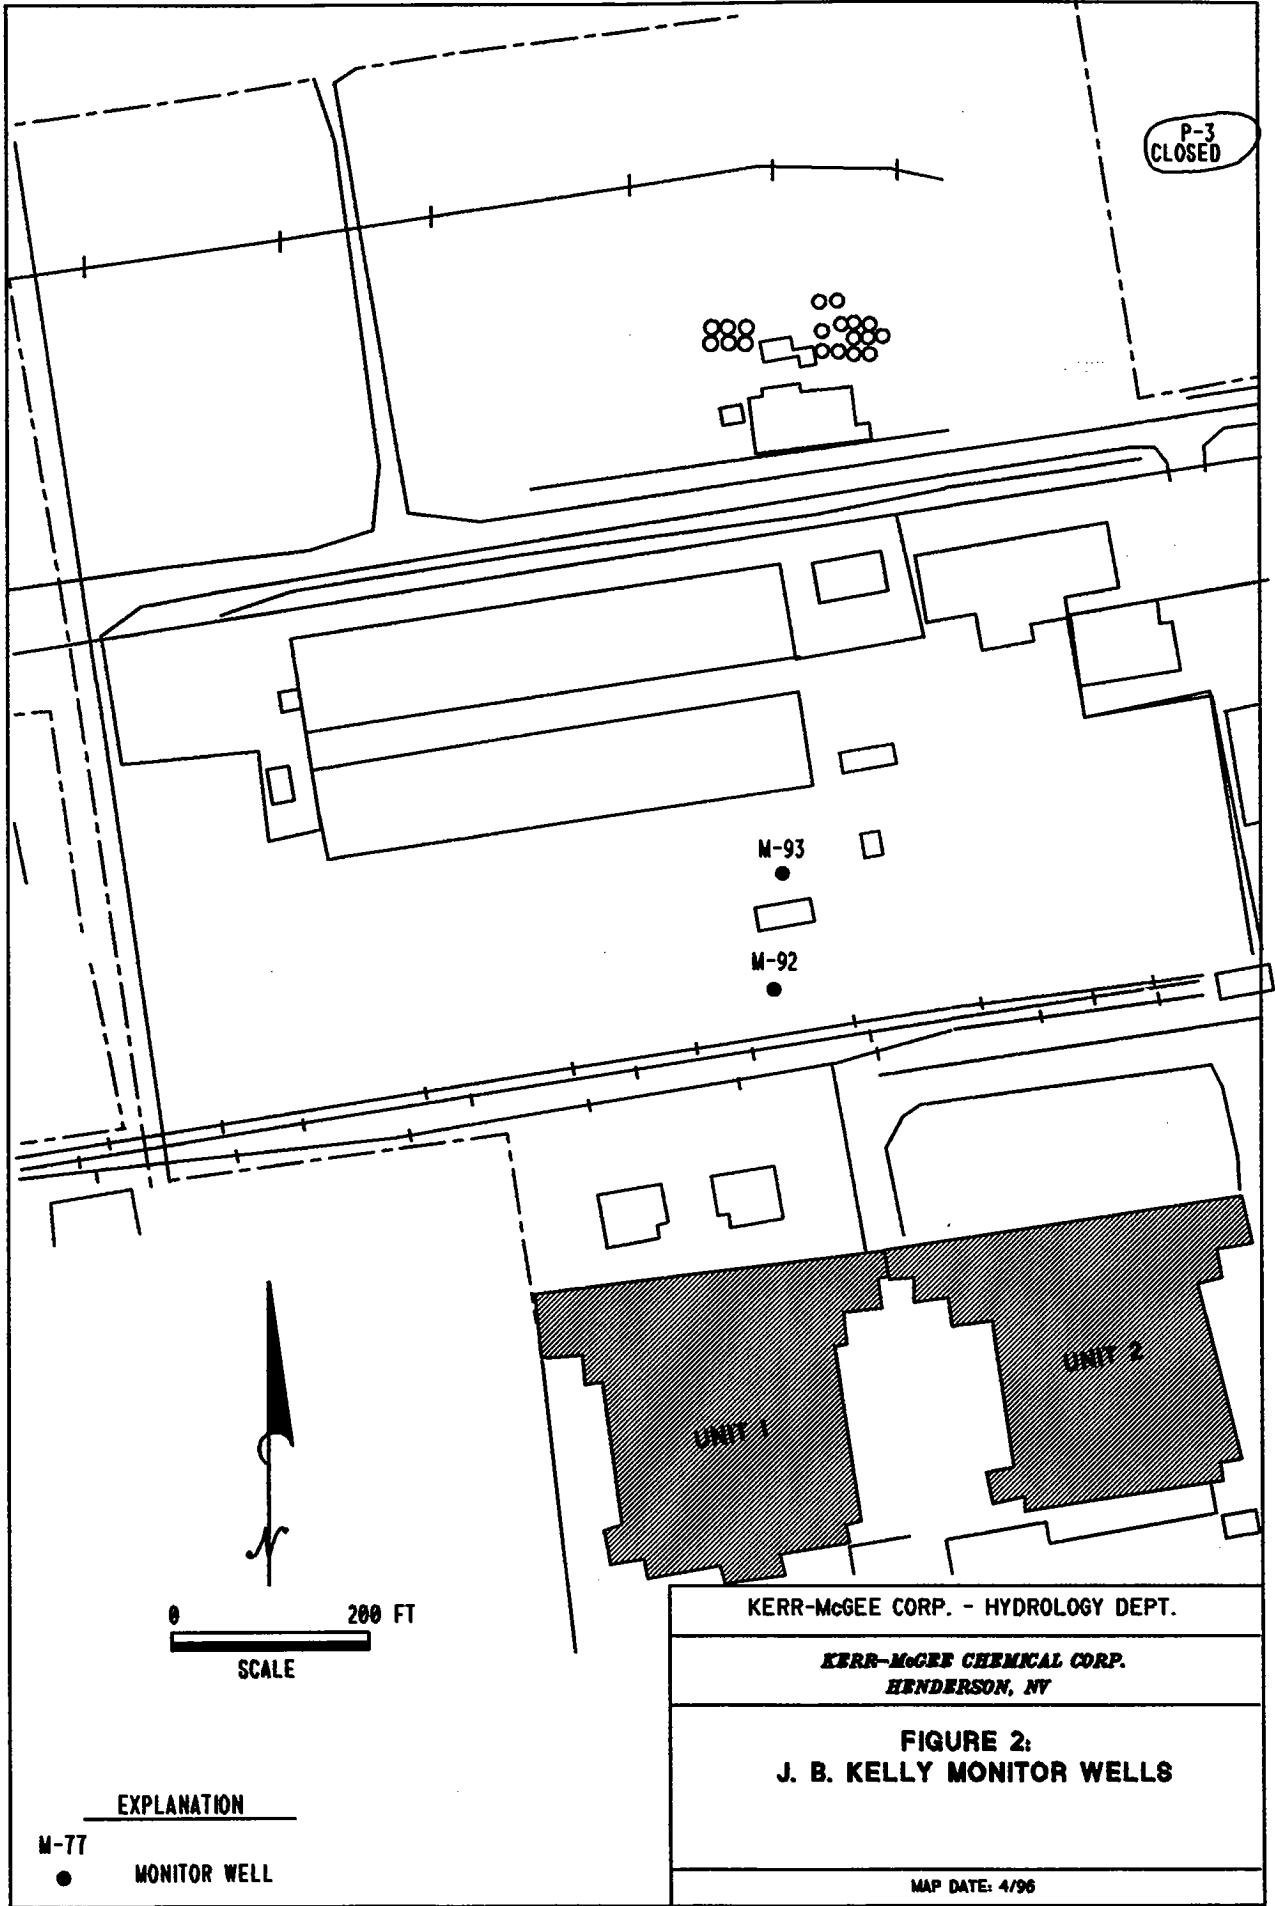 P-3
CLOSED
M-93
M-92
UNIT 2
UNIT 1
N
0 200 FT
SCALE
KERR-McGEE CORP. - HYDROLOGY DEPT.
KERR-McGEE CHEMICAL CORP.
HENDERSON, NV
FIGURE 2:
J. B. KELLY MONITOR WELLS
EXPLANATION
M-77
MONITOR WELL
MAP DATE: 4/96